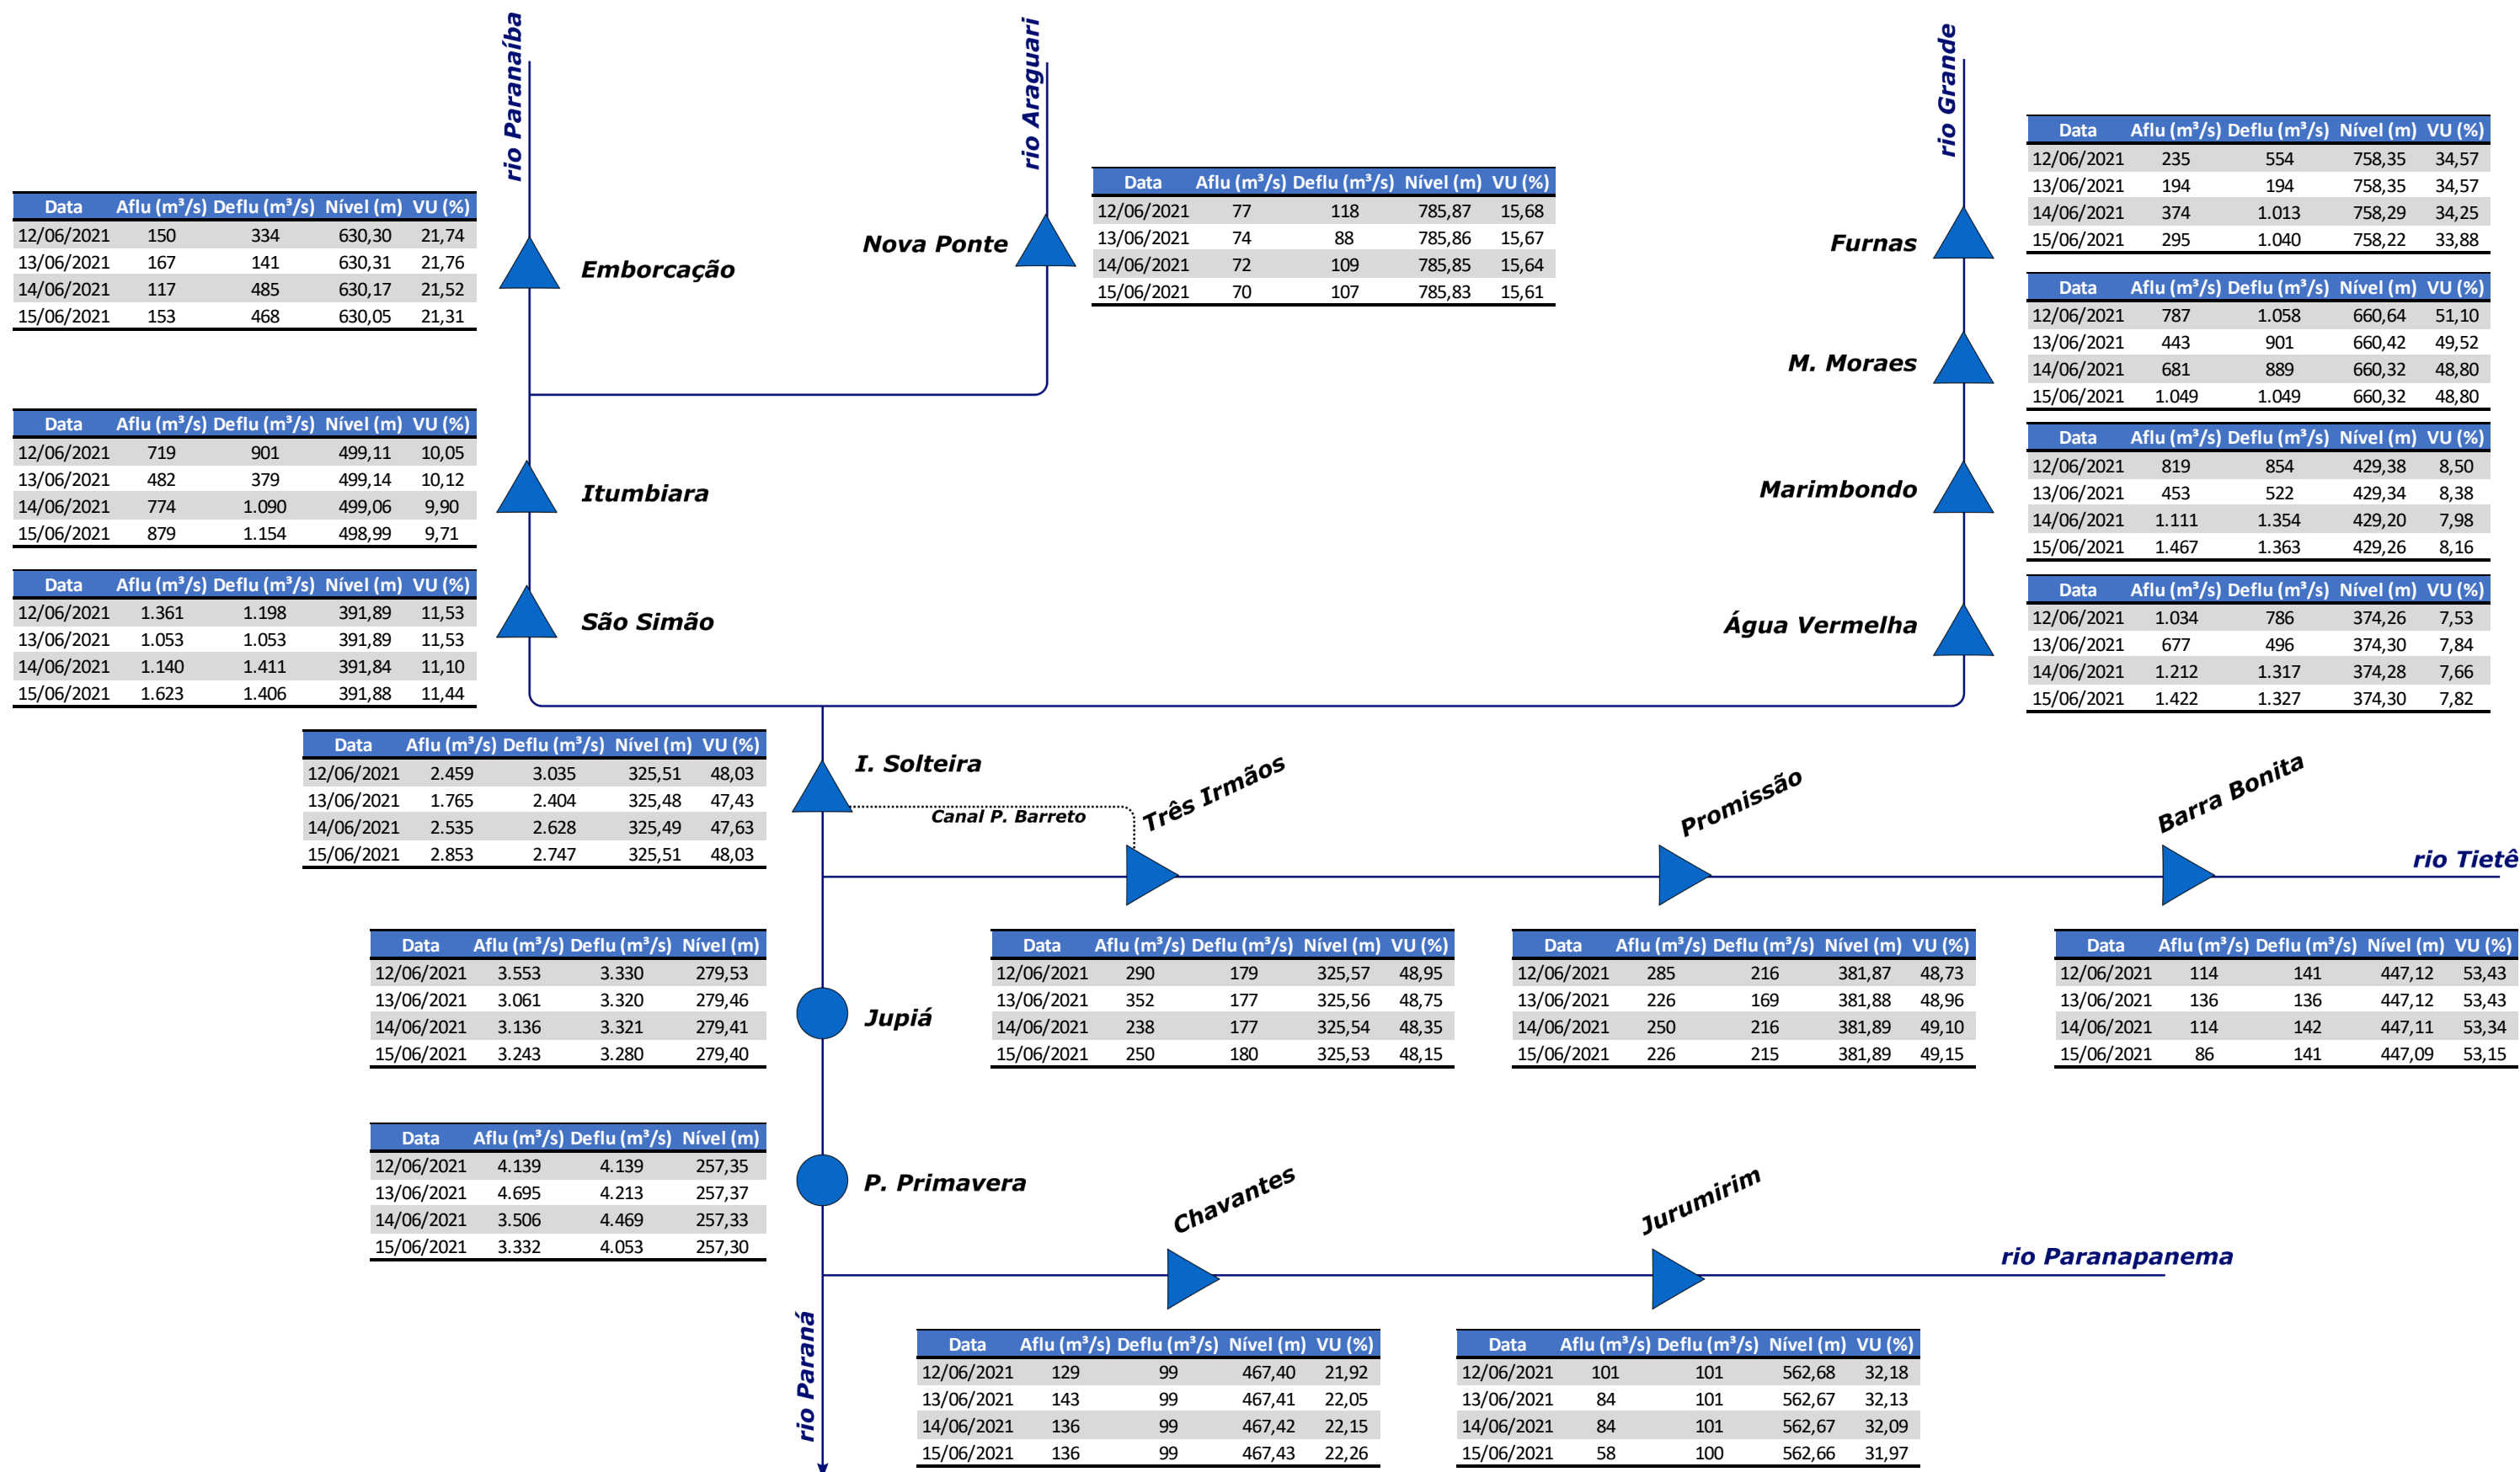 rio Paranaíba
rio Araguari
rio Grande
Data Aflu (m³/s) Deflu (m³/s) Nível (m) VU (%)
12/06/2021 235 554 758,35 34,57
13/06/2021 194 194 758,35 34,57
14/06/2021 374 1.013 758,29 34,25
15/06/2021 295 1.040 758,22 33,88
Furnas
Data Aflu (m³/s) Deflu (m³/s) Nível (m) VU (%)
12/06/2021 77 118 785,87 15,68
13/06/2021 74 88 785,86 15,67
14/06/2021 72 109 785,85 15,64
15/06/2021 70 107 785,83 15,61
Nova Ponte
Data Aflu (m³/s) Deflu (m³/s) Nível (m) VU (%)
12/06/2021 150 334 630,30 21,74
13/06/2021 167 141 630,31 21,76
14/06/2021 117 485 630,17 21,52
15/06/2021 153 468 630,05 21,31
Emborcação
Data Aflu (m³/s) Deflu (m³/s) Nível (m) VU (%)
12/06/2021 787 1.058 660,64 51,10
13/06/2021 443 901 660,42 49,52
14/06/2021 681 889 660,32 48,80
15/06/2021 1.049 1.049 660,32 48,80
M. Moraes
Data Aflu (m³/s) Deflu (m³/s) Nível (m) VU (%)
12/06/2021 719 901 499,11 10,05
13/06/2021 482 379 499,14 10,12
14/06/2021 774 1.090 499,06 9,90
15/06/2021 879 1.154 498,99 9,71
Itumbiara
Data Aflu (m³/s) Deflu (m³/s) Nível (m) VU (%)
12/06/2021 819 854 429,38 8,50
13/06/2021 453 522 429,34 8,38
14/06/2021 1.111 1.354 429,20 7,98
15/06/2021 1.467 1.363 429,26 8,16
Marimbondo
Data Aflu (m³/s) Deflu (m³/s) Nível (m) VU (%)
12/06/2021 1.361 1.198 391,89 11,53
13/06/2021 1.053 1.053 391,89 11,53
14/06/2021 1.140 1.411 391,84 11,10
15/06/2021 1.623 1.406 391,88 11,44
São Simão
Data Aflu (m³/s) Deflu (m³/s) Nível (m) VU (%)
12/06/2021 1.034 786 374,26 7,53
13/06/2021 677 496 374,30 7,84
14/06/2021 1.212 1.317 374,28 7,66
15/06/2021 1.422 1.327 374,30 7,82
Água Vermelha
Data Aflu (m³/s) Deflu (m³/s) Nível (m) VU (%)
12/06/2021 2.459 3.035 325,51 48,03
13/06/2021 1.765 2.404 325,48 47,43
14/06/2021 2.535 2.628 325,49 47,63
15/06/2021 2.853 2.747 325,51 48,03
I. Solteira
Canal P. Barreto
Três Irmãos
Promissão
Barra Bonita
rio Tietê
Data Aflu (m³/s) Deflu (m³/s) Nível (m)
12/06/2021 3.553 3.330 279,53
13/06/2021 3.061 3.320 279,46
14/06/2021 3.136 3.321 279,41
15/06/2021 3.243 3.280 279,40
Jupiá
Data Aflu (m³/s) Deflu (m³/s) Nível (m) VU (%)
12/06/2021 290 179 325,57 48,95
13/06/2021 352 177 325,56 48,75
14/06/2021 238 177 325,54 48,35
15/06/2021 250 180 325,53 48,15
Data Aflu (m³/s) Deflu (m³/s) Nível (m) VU (%)
12/06/2021 285 216 381,87 48,73
13/06/2021 226 169 381,88 48,96
14/06/2021 250 216 381,89 49,10
15/06/2021 226 215 381,89 49,15
Data Aflu (m³/s) Deflu (m³/s) Nível (m) VU (%)
12/06/2021 114 141 447,12 53,43
13/06/2021 136 136 447,12 53,43
14/06/2021 114 142 447,11 53,34
15/06/2021 86 141 447,09 53,15
Data Aflu (m³/s) Deflu (m³/s) Nível (m)
12/06/2021 4.139 4.139 257,35
13/06/2021 4.695 4.213 257,37
14/06/2021 3.506 4.469 257,33
15/06/2021 3.332 4.053 257,30
P. Primavera
Chavantes
Jurumirim
rio Paranapanema
rio Paraná
Data Aflu (m³/s) Deflu (m³/s) Nível (m) VU (%)
12/06/2021 129 99 467,40 21,92
13/06/2021 143 99 467,41 22,05
14/06/2021 136 99 467,42 22,15
15/06/2021 136 99 467,43 22,26
Data Aflu (m³/s) Deflu (m³/s) Nível (m) VU (%)
12/06/2021 101 101 562,68 32,18
13/06/2021 84 101 562,67 32,13
14/06/2021 84 101 562,67 32,09
15/06/2021 58 100 562,66 31,97